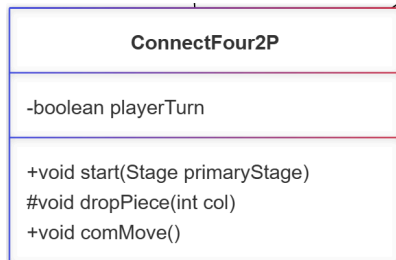 ConnectFour2P
-boolean playerTurn
+void start(Stage primaryStage)
#void dropPiece(int col)
+void comMove()